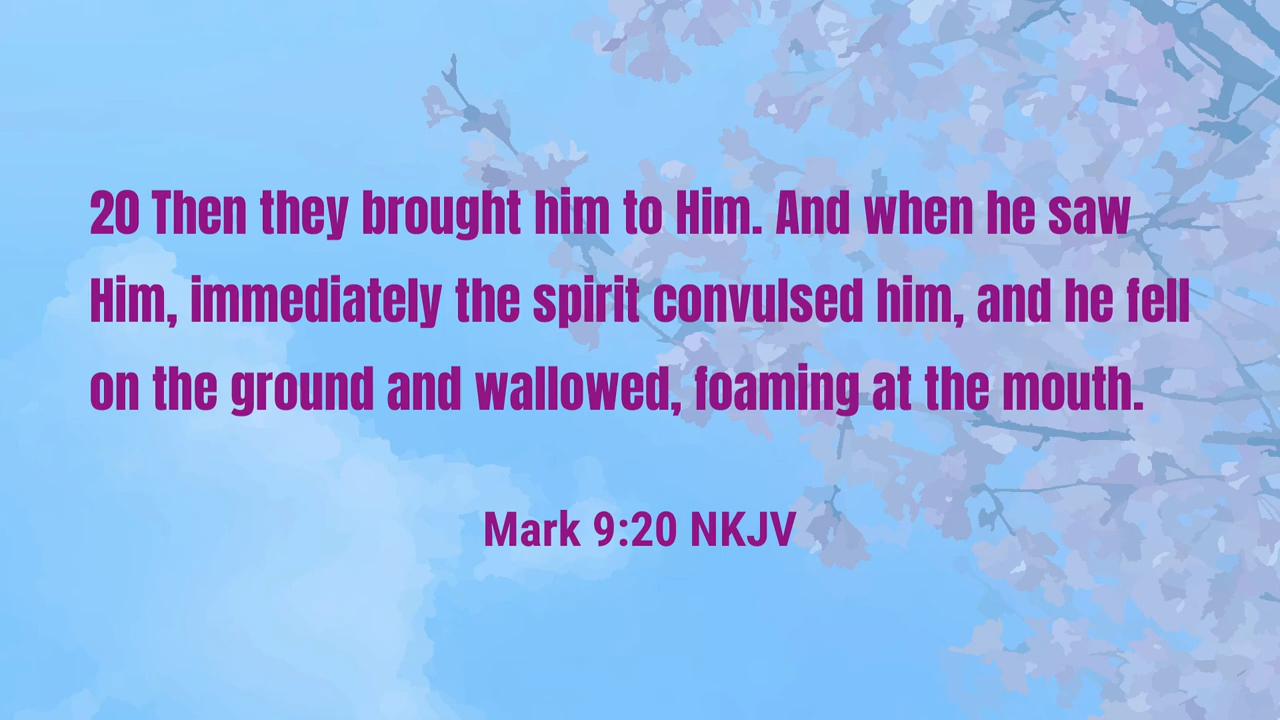 20 Then they brought him to Him. And when he saw
Him, immediately the spirit convulsed him, and he fell
on the ground and wallowed, foaming at the mouth.
Mark 9:20 NKJV